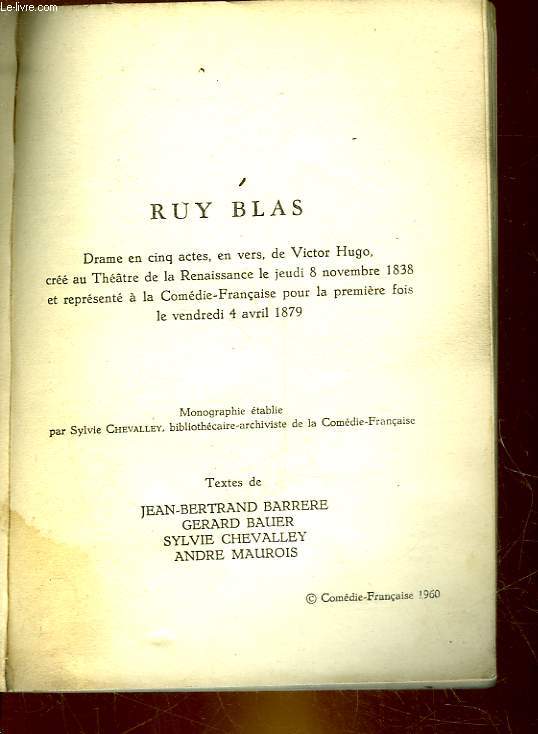 Le-livre.com
RUY BLAS
Drame en cinq actes, en vers, de Victor Hugo,
créé au Théâtre de la Renaissance le jeudi 8 novembre 1838
et représenté à la Comédie-Française pour la première fois
le vendredi 4 avril 1879
Monographie établie
par Sylvie CHEVALLEY, bibliothécaire-archiviste de la Comédie-Française
Textes de
JEAN-BERTRAND BARRERE
GERARD BAUER
SYLVIE CHEVALLEY
ANDRE MAUROIS
© Comédie-Française 1960